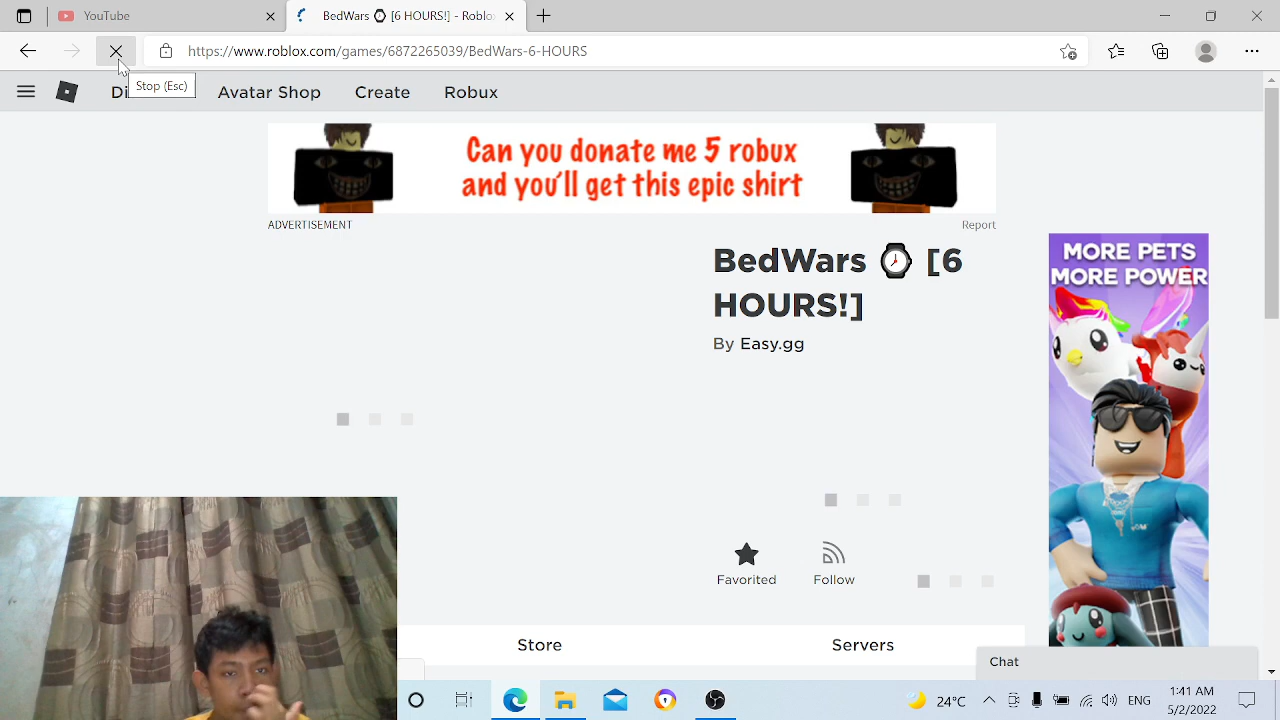 YouTube
BedWars ⌚ [6 HOURS!] - Roblo
https://www.roblox.com/games/6872265039/BedWars-6-HOURS
Stop (Esc)
Di
Avatar Shop
Create
Robux
Can you donate me 5 robux
and you'll get this epic shirt
ADVERTISEMENT
Report
BedWars ⌚ [6
HOURS!]
By Easy.gg
MORE PETS
MORE POWER
Favorited
Follow
Store
Servers
Chat
24°C
ENG
1:41 AM
5/2/2022